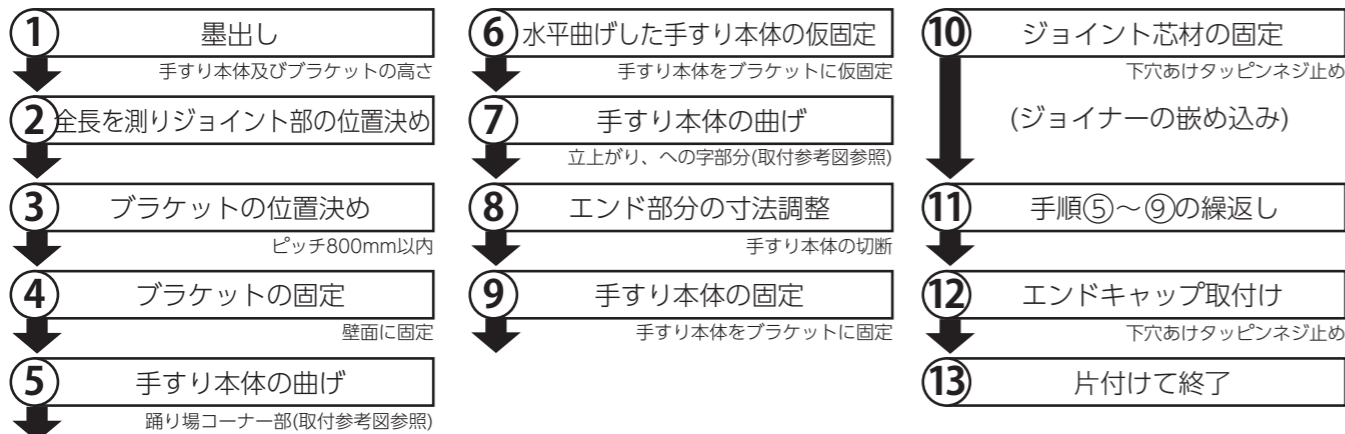 ① 墨出し
手すり本体及びブラケットの高さ
② 全長を測りジョイント部の位置決め
③ ブラケットの位置決め
ピッチ800mm以内
④ ブラケットの固定
壁面に固定
⑤ 手すり本体の曲げ
踊り場コーナー部(取付参考図参照)
⑥ 水平曲げした手すり本体の仮固定
手すり本体をブラケットに仮固定
⑦ 手すり本体の曲げ
立上がり、への字部分(取付参考図参照)
⑧ エンド部分の寸法調整
手すり本体の切断
⑨ 手すり本体の固定
手すり本体をブラケットに固定
⑩ ジョイント芯材の固定
下穴あけタッピンネジ止め
(ジョイナーの嵌め込み)
⑪ 手順⑤～⑨の繰返し
⑫ エンドキャップ取付け
下穴あけタッピンネジ止め
⑬ 片付けて終了